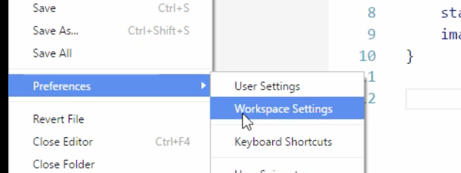 Save Ctrl+S
Save As... Ctrl+Shift+S
Save All
Preferences
Revert File
Close Editor Ctrl+F4
Close Folder
User Settings
Workspace Settings
Keyboard Shortcuts
8 sta
9 ima
10 }